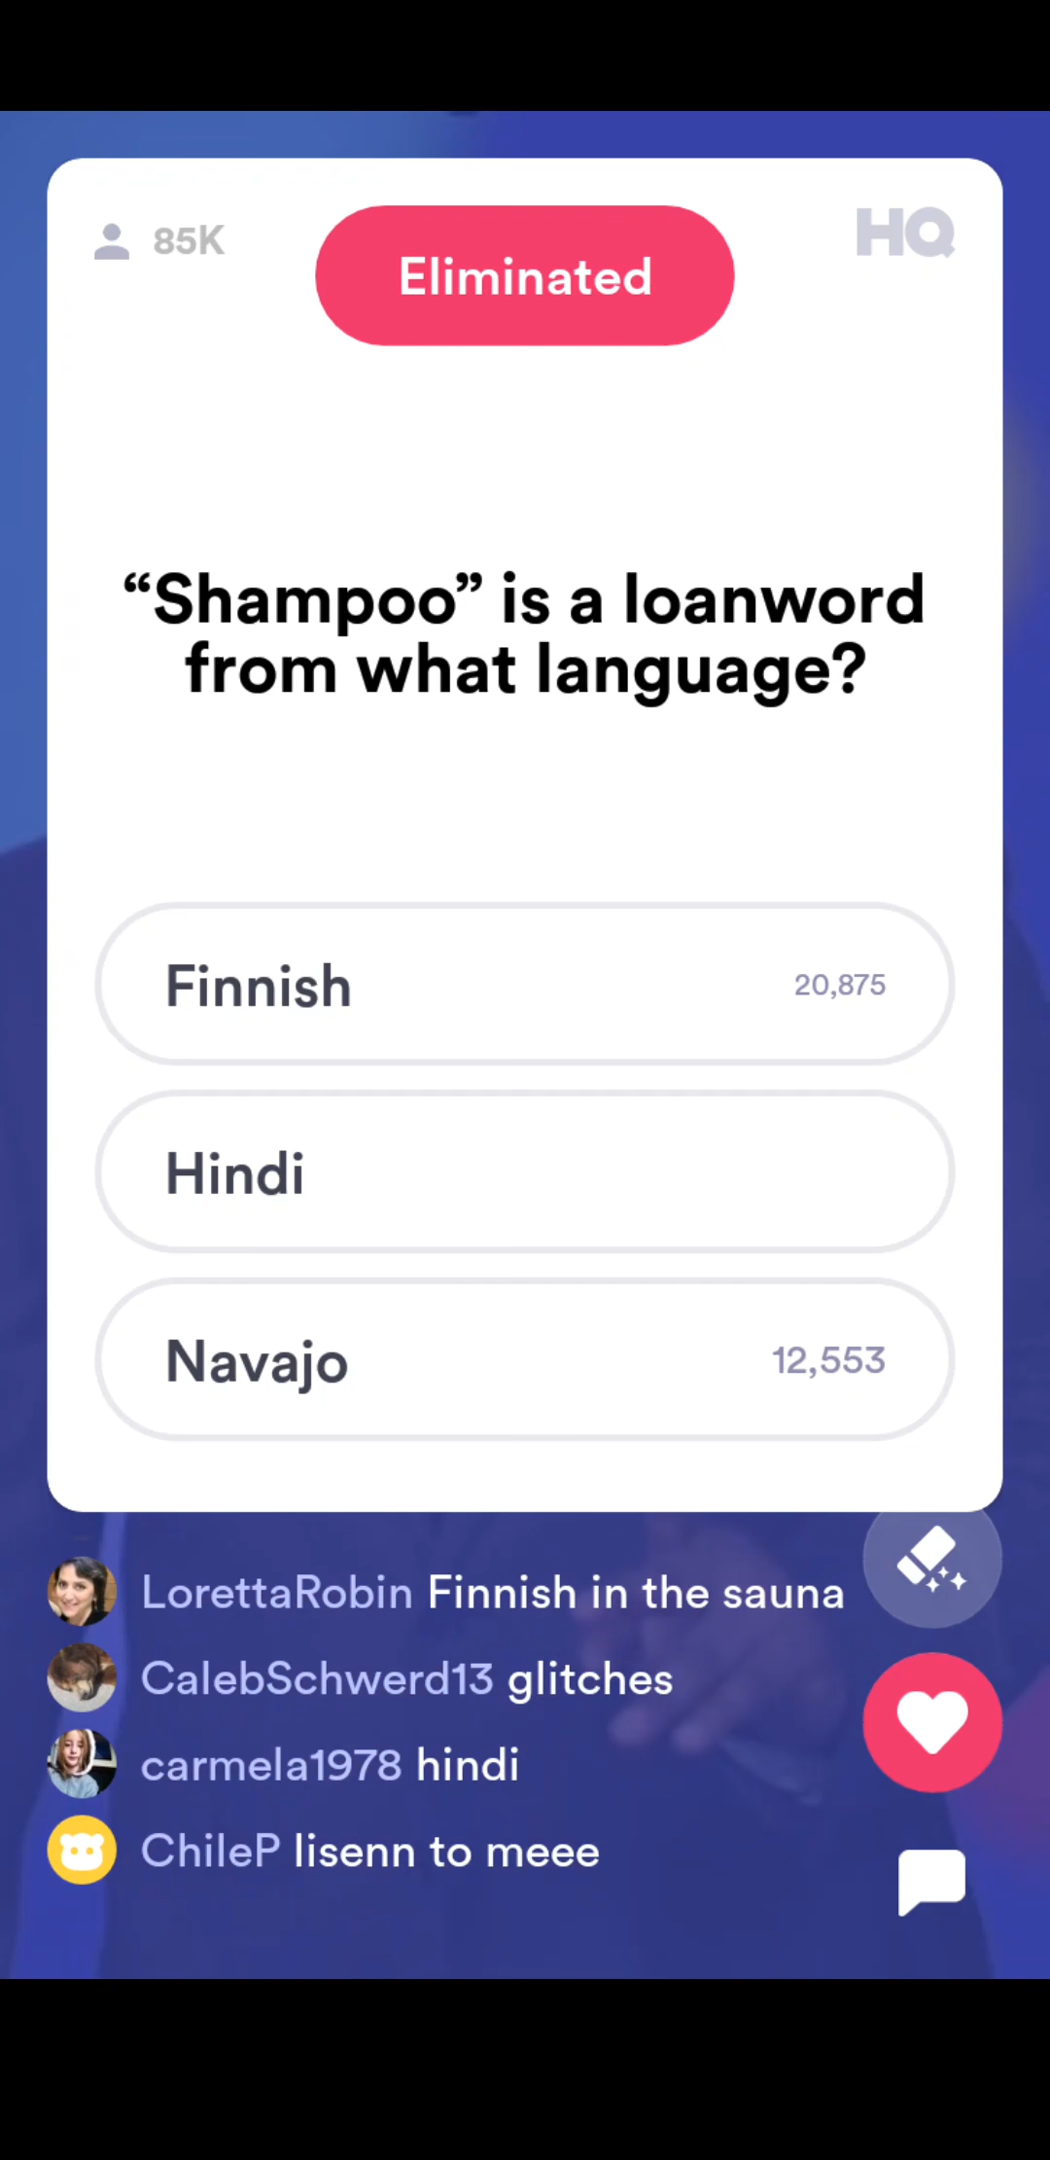 85K
Eliminated
HQ
“Shampoo” is a loanword
from what language?
Finnish 20,875
Hindi
Navajo 12,553
LorettaRobin Finnish in the sauna
CalebSchwerd13 glitches
carmela1978 hindi
ChileP lisenn to meee